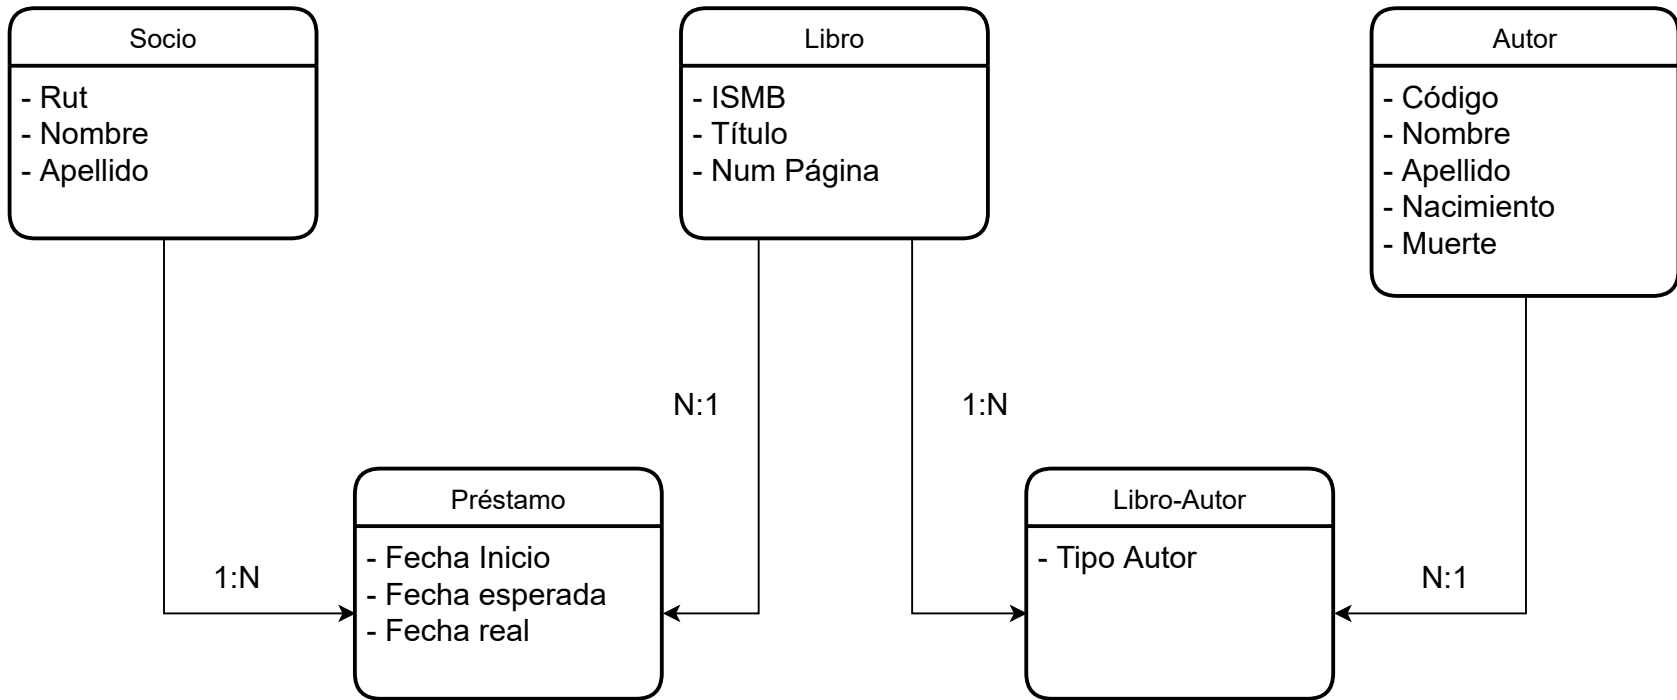 Socio
- Rut
- Nombre
- Apellido
Libro
- ISMB
- Título
- Num Página
Autor
- Código
- Nombre
- Apellido
- Nacimiento
- Muerte
N:1
1:N
1:N
Préstamo
- Fecha Inicio
- Fecha esperada
- Fecha real
Libro-Autor
- Tipo Autor
N:1